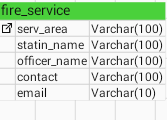 fire_service
serv_area Varchar(100)
statin_name Varchar(100)
officer_name Varchar(100)
contact Varchar(100)
email Varchar(10)